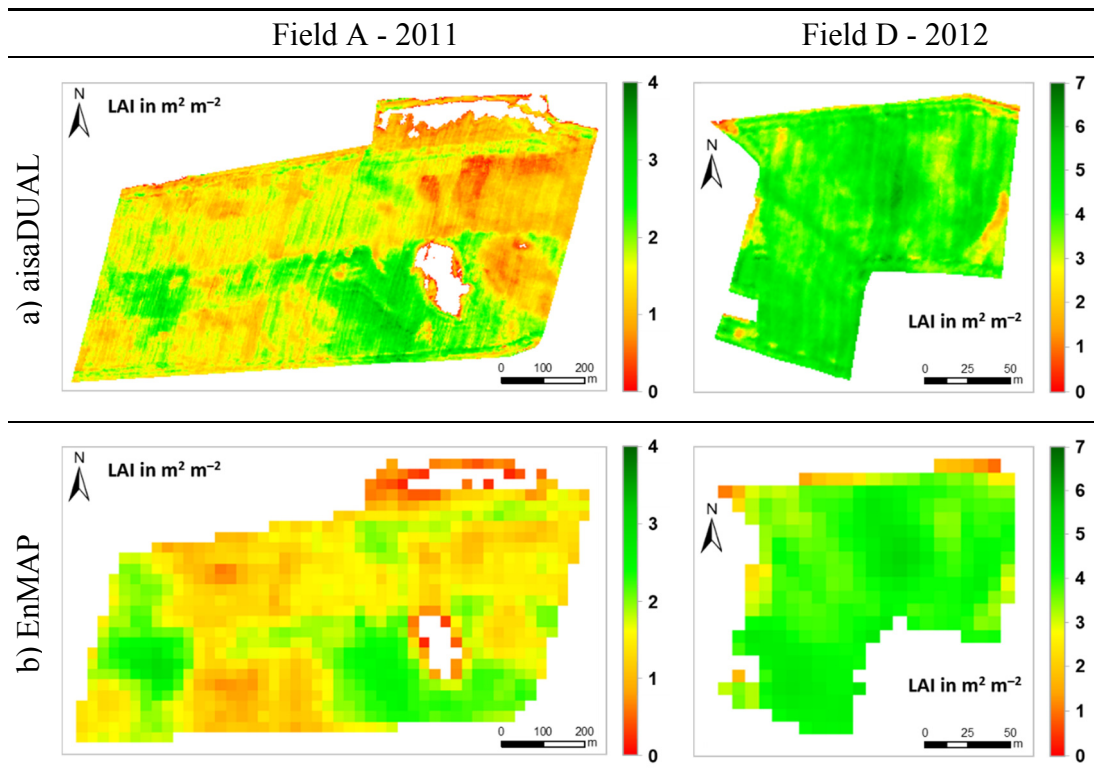 Field A - 2011
Field D - 2012
a) aisaDUAL
N
LAI in m² m⁻²
0 100 200
m
4
3
2
1
0
N
LAI in m² m⁻²
0 25 50
m
7
6
5
4
3
2
1
0
b) EnMAP
N
LAI in m² m⁻²
0 100 200
m
4
3
2
1
0
N
LAI in m² m⁻²
0 25 50
m
7
6
5
4
3
2
1
0